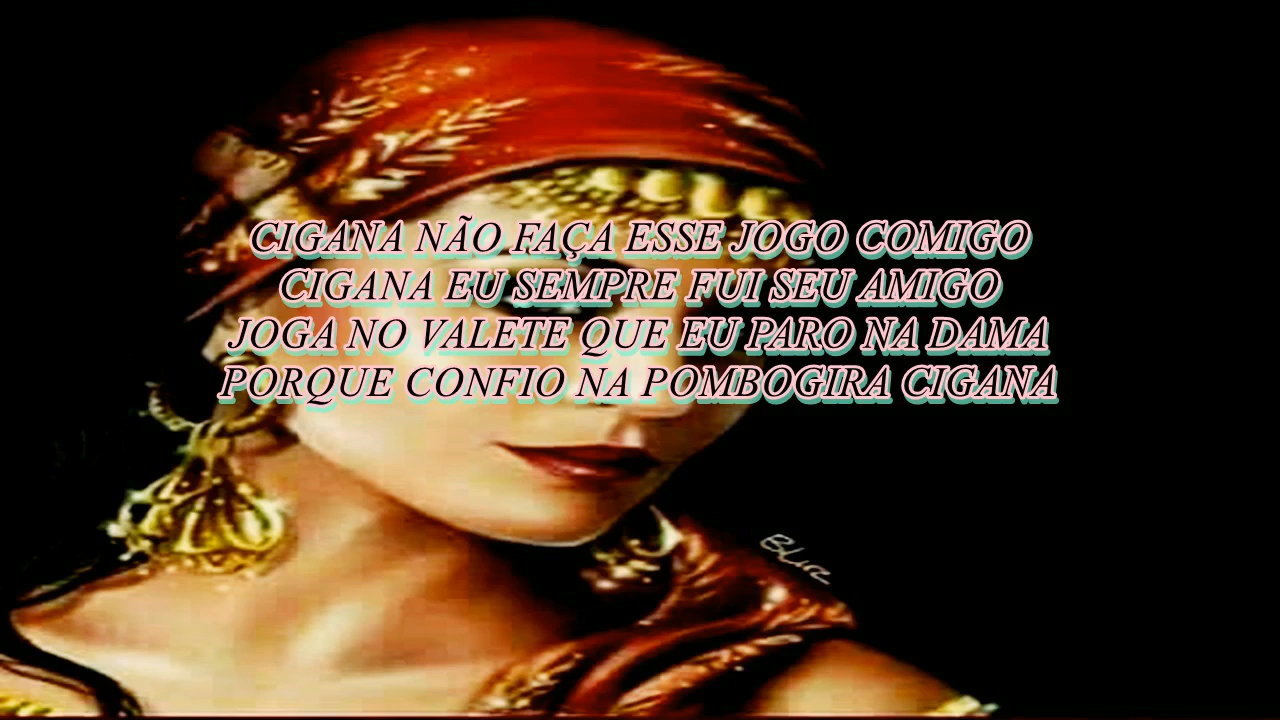 CIGANA NÃO FAÇA ESSE JOGO COMIGO
CIGANA EU SEMPRE FUI SEU AMIGO
JOGA NO VALETE QUE EU PARO NA DAMA
PORQUE CONFIO NA POMBOGIRA CIGANA